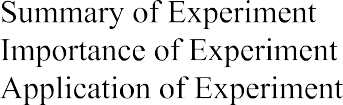 Summary of Experiment
Importance of Experiment
Application of Experiment